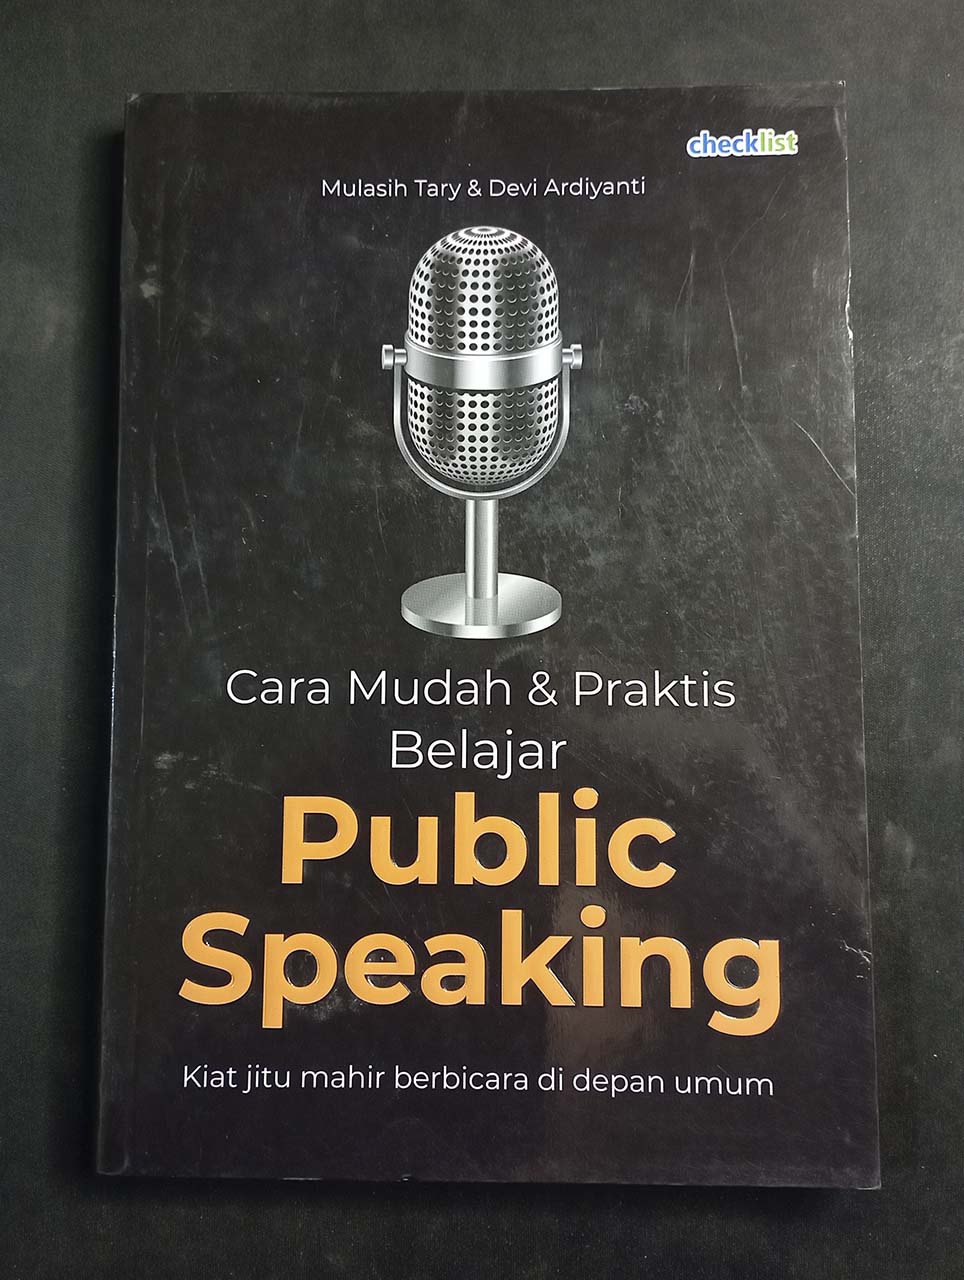 checklist
Mulasih Tary & Devi Ardiyanti
Cara Mudah & Praktis
Belajar
Public
Speaking
Kiat jitu mahir berbicara di depan umum